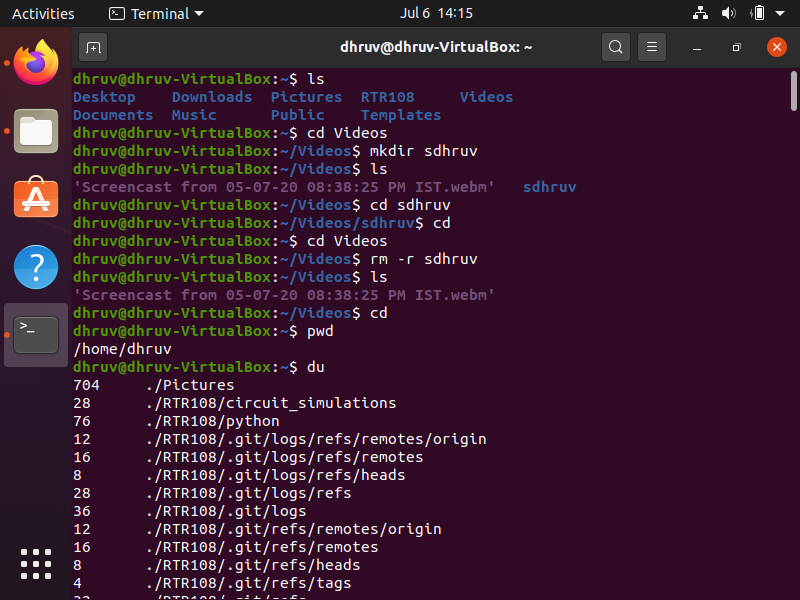 Activities Terminal Jul 6 14:15
dhruv@dhruv-VirtualBox: ~
dhruv@dhruv-VirtualBox:~$ ls
Desktop Downloads Pictures RTR108 Videos
Documents Music Public Templates
dhruv@dhruv-VirtualBox:~$ cd Videos
dhruv@dhruv-VirtualBox:~/Videos$ mkdir sdhruv
dhruv@dhruv-VirtualBox:~/Videos$ ls
'Screencast from 05-07-20 08:38:25 PM IST.webm' sdhruv
dhruv@dhruv-VirtualBox:~/Videos$ cd sdhruv
dhruv@dhruv-VirtualBox:~/Videos/sdhruv$ cd
dhruv@dhruv-VirtualBox:~$ cd Videos
dhruv@dhruv-VirtualBox:~/Videos$ rm -r sdhruv
dhruv@dhruv-VirtualBox:~/Videos$ ls
'Screencast from 05-07-20 08:38:25 PM IST.webm'
dhruv@dhruv-VirtualBox:~/Videos$ cd
dhruv@dhruv-VirtualBox:~$ pwd
/home/dhruv
dhruv@dhruv-VirtualBox:~$ du
704 ./Pictures
28 ./RTR108/circuit_simulations
76 ./RTR108/python
12 ./RTR108/.git/logs/refs/remotes/origin
16 ./RTR108/.git/logs/refs/remotes
8 ./RTR108/.git/logs/refs/heads
28 ./RTR108/.git/logs/refs
36 ./RTR108/.git/logs
12 ./RTR108/.git/refs/remotes/origin
16 ./RTR108/.git/refs/remotes
8 ./RTR108/.git/refs/heads
4 ./RTR108/.git/refs/tags